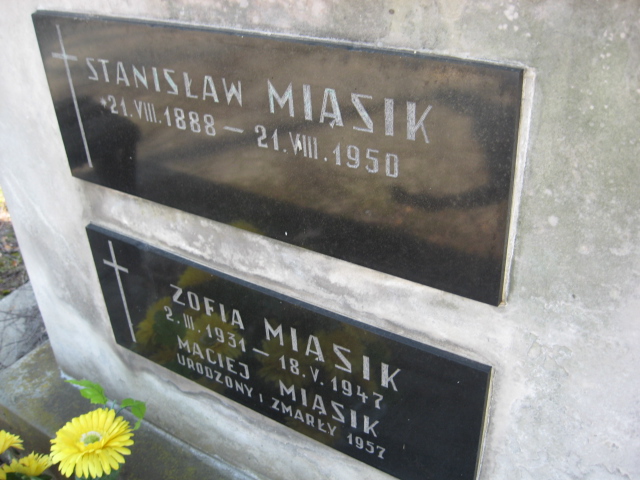 STANISŁAW MIĄSIK
*21.VIII.1888 — 21.VIII.1950
ZOFIA MIĄSIK
2.III.1931 — 18.V.1947
MACIEJ MIĄSIK
URODZONY I ZMARŁY 1957